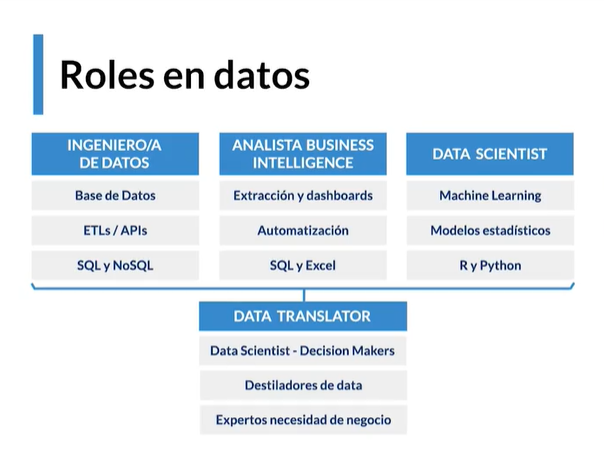 Roles en datos
INGENIERO/A
DE DATOS
Base de Datos
ETLs / APIs
SQL y NoSQL
ANALISTA BUSINESS
INTELLIGENCE
Extracción y dashboards
Automatización
SQL y Excel
DATA SCIENTIST
Machine Learning
Modelos estadísticos
R y Python
DATA TRANSLATOR
Data Scientist - Decision Makers
Destiladores de data
Expertos necesidad de negocio